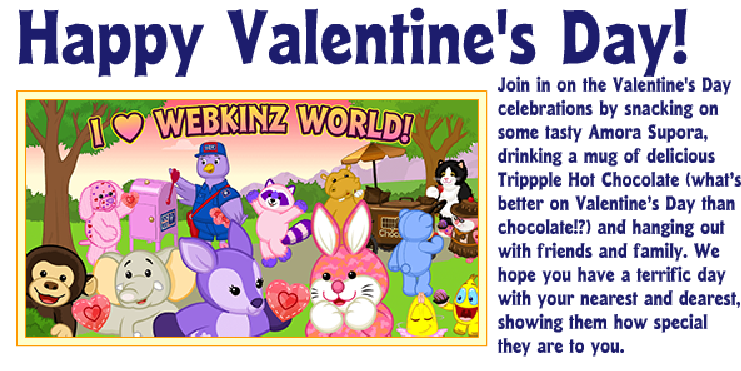 Happy Valentine's Day!
I ♥ WEBKINZ WORLD!
Join in on the Valentine's Day
celebrations by snacking on
some tasty Amora Supora,
drinking a mug of delicious
Trippple Hot Chocolate (what's
better on Valentine's Day than
chocolate!?) and hanging out
with friends and family. We
hope you have a terrific day
with your nearest and dearest,
showing them how special
they are to you.